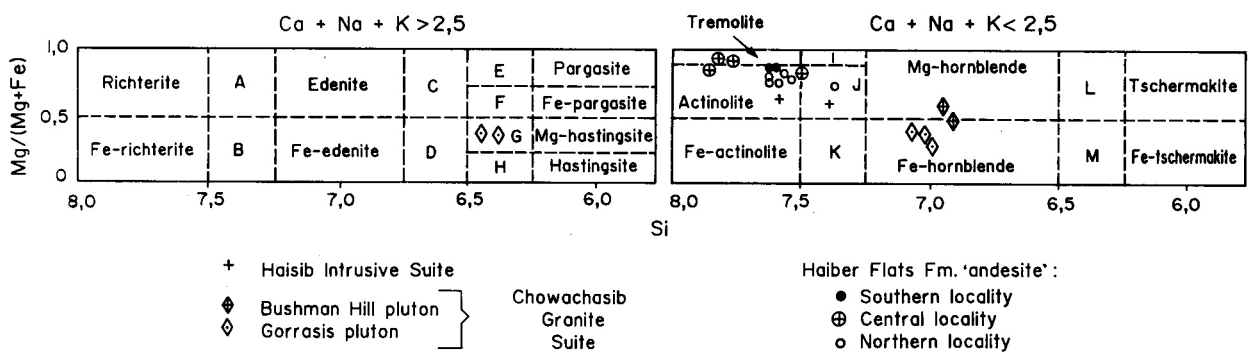 Ca + Na + K > 2,5
Tremolite
Ca + Na + K < 2,5
Mg/(Mg+Fe)
1,0
0,5
0
Richterite A Edenite C E Pargasite
F Fe-pargasite
Fe-richterite B Fe-edenite D G Mg-hastingsite
H Hastingsite
8,0 7,5 7,0 6,5 6,0
Actinolite I J Mg-hornblende L Tschermakite
Fe-actinolite K Fe-hornblende M Fe-tschermakite
8,0 7,5 7,0 6,5 6,0
Si
Haisib Intrusive Suite
Bushman Hill pluton
Gorrasis pluton
Chowachasib
Granite
Suite
Haiber Flats Fm. ‘andesite’ :
Southern locality
Central locality
Northern locality